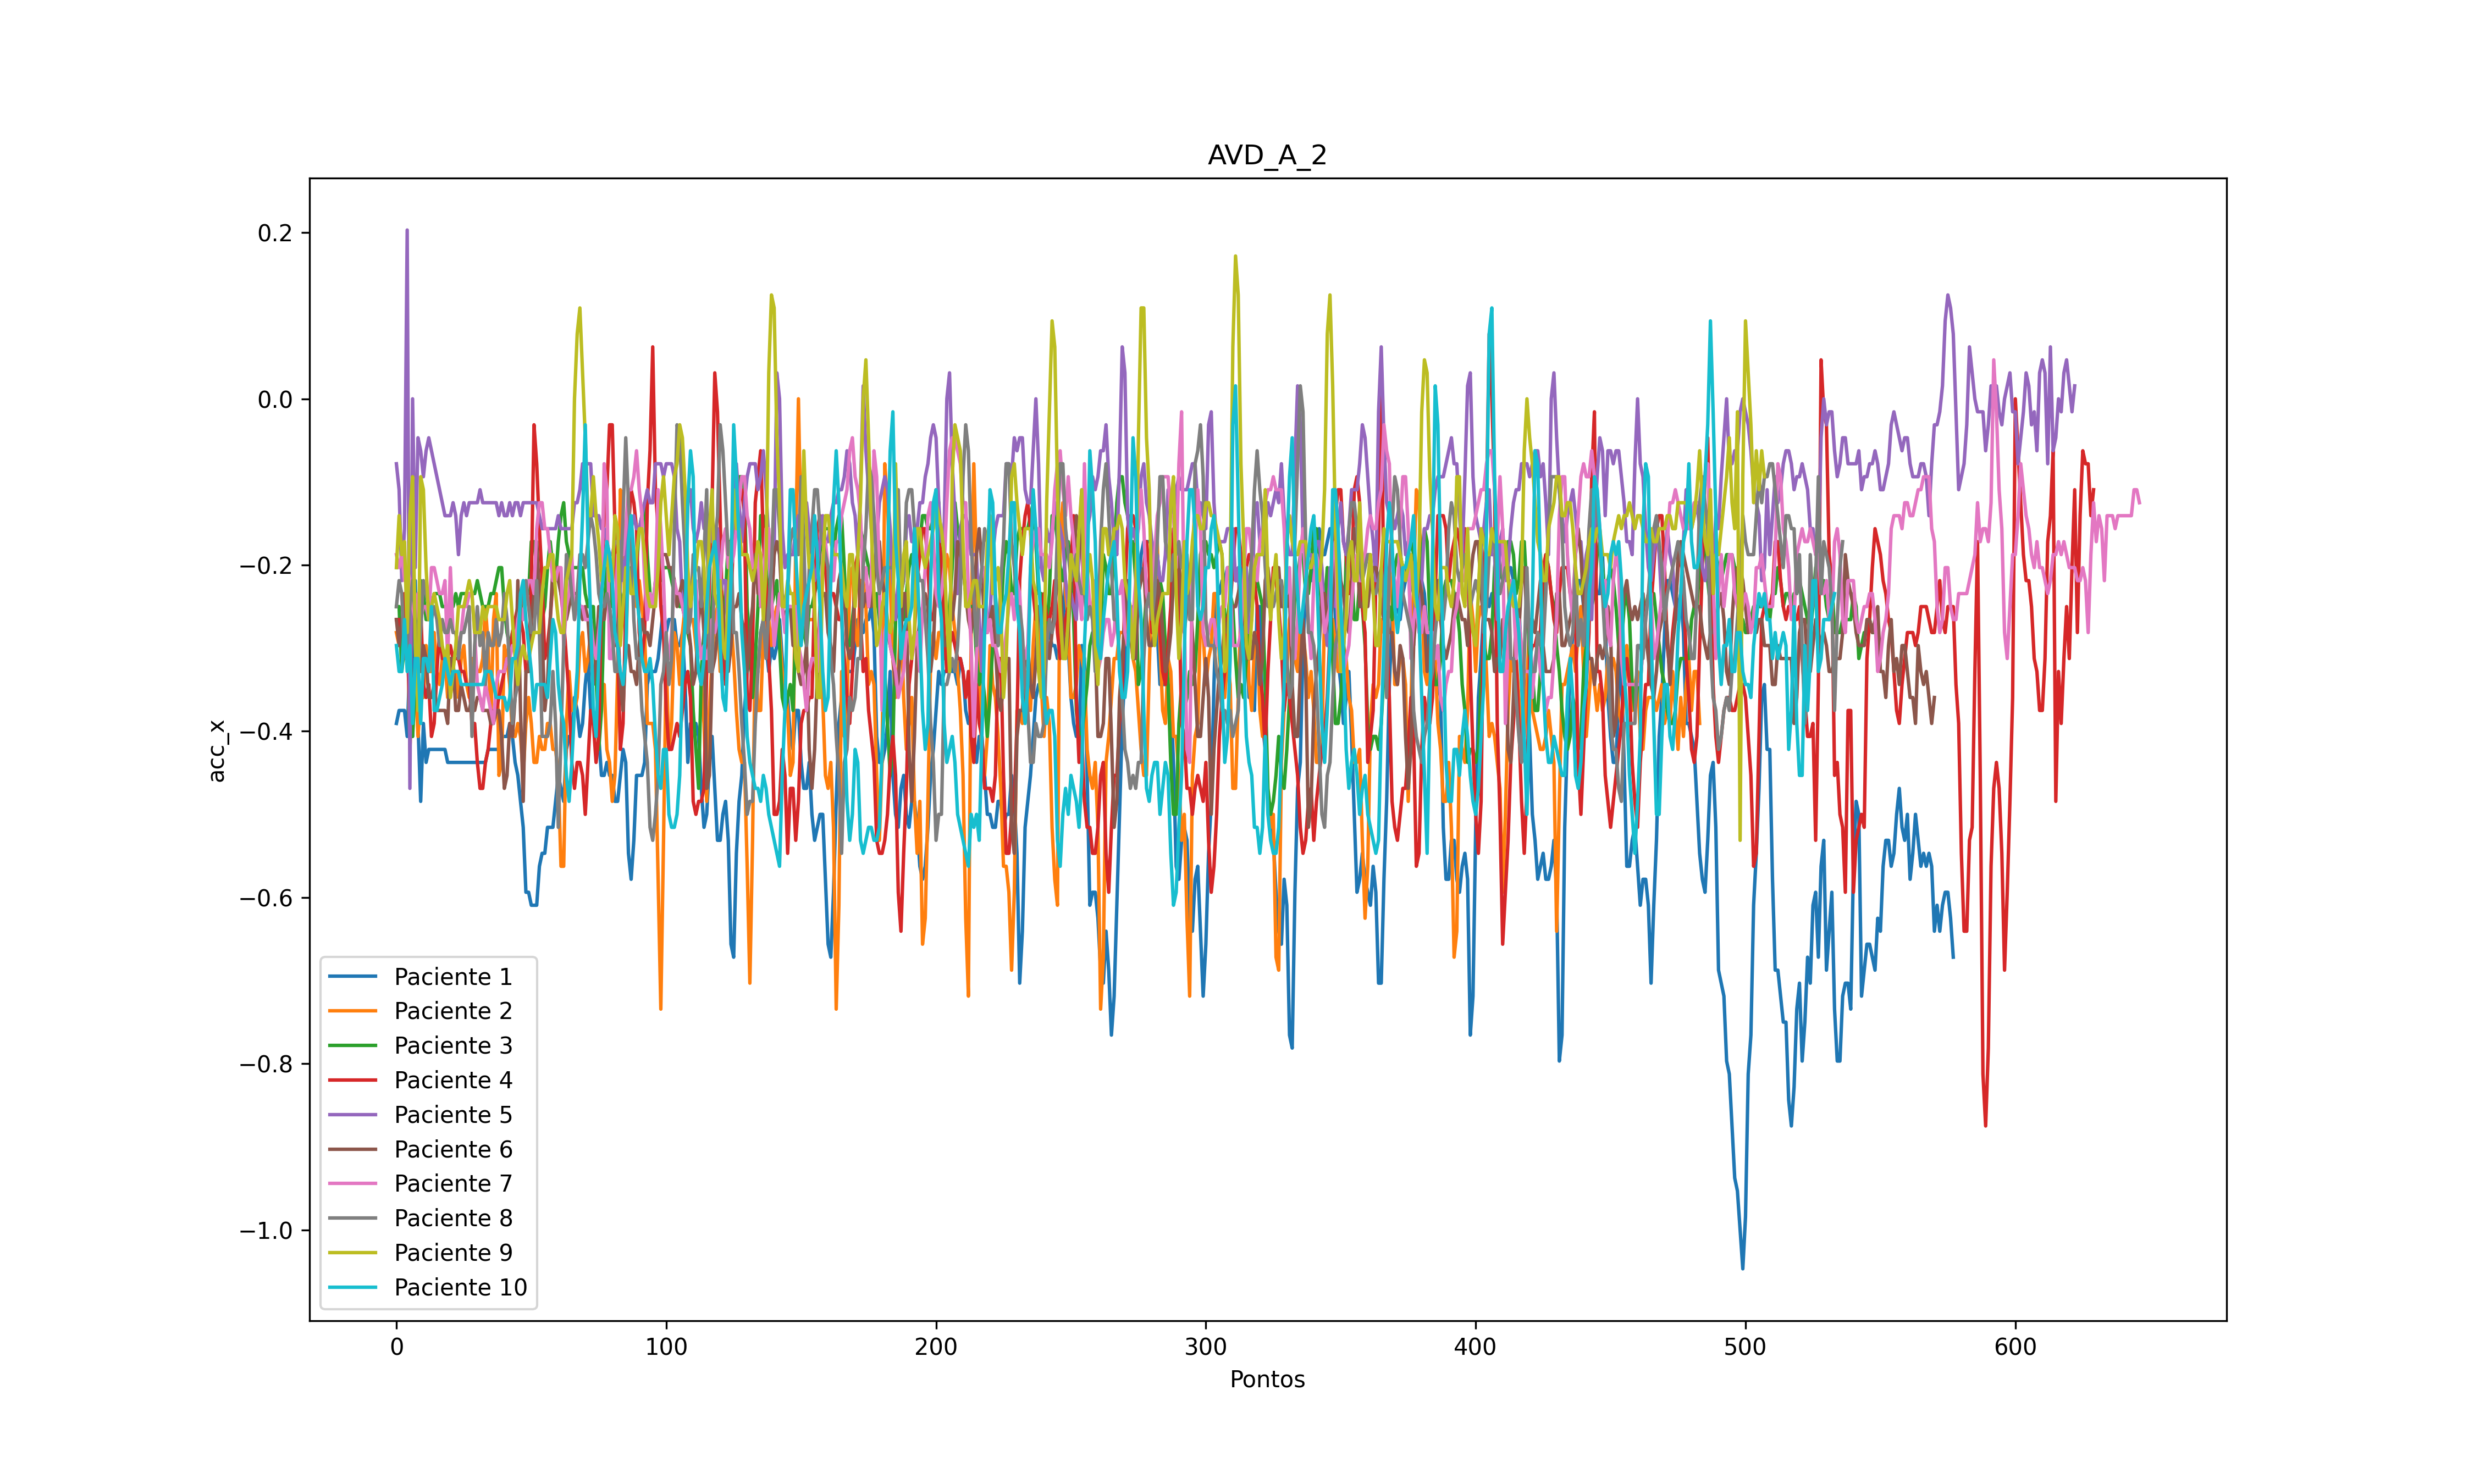 AVD_A_2
0.2
0.0
−0.2
−0.4
−0.6
−0.8
−1.0
acc_x
Paciente 1
Paciente 2
Paciente 3
Paciente 4
Paciente 5
Paciente 6
Paciente 7
Paciente 8
Paciente 9
Paciente 10
0 100 200 300 400 500 600
Pontos